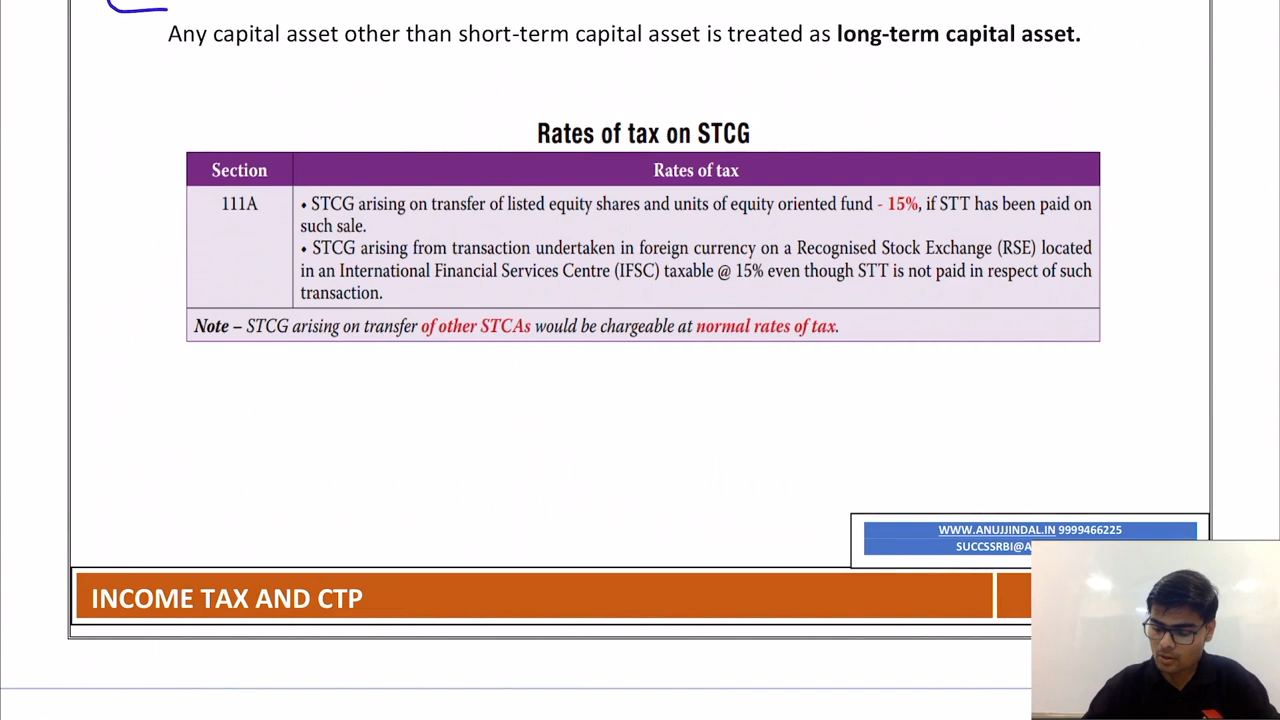 Any capital asset other than short-term capital asset is treated as long-term capital asset.
Rates of tax on STCG
Section Rates of tax
111A • STCG arising on transfer of listed equity shares and units of equity oriented fund - 15%, if STT has been paid on
such sale.
• STCG arising from transaction undertaken in foreign currency on a Recognised Stock Exchange (RSE) located
in an International Financial Services Centre (IFSC) taxable @ 15% even though STT is not paid in respect of such
transaction.
Note – STCG arising on transfer of other STCAs would be chargeable at normal rates of tax.
WWW.ANUJJINDAL.IN 9999466225
INCOME TAX AND CTP